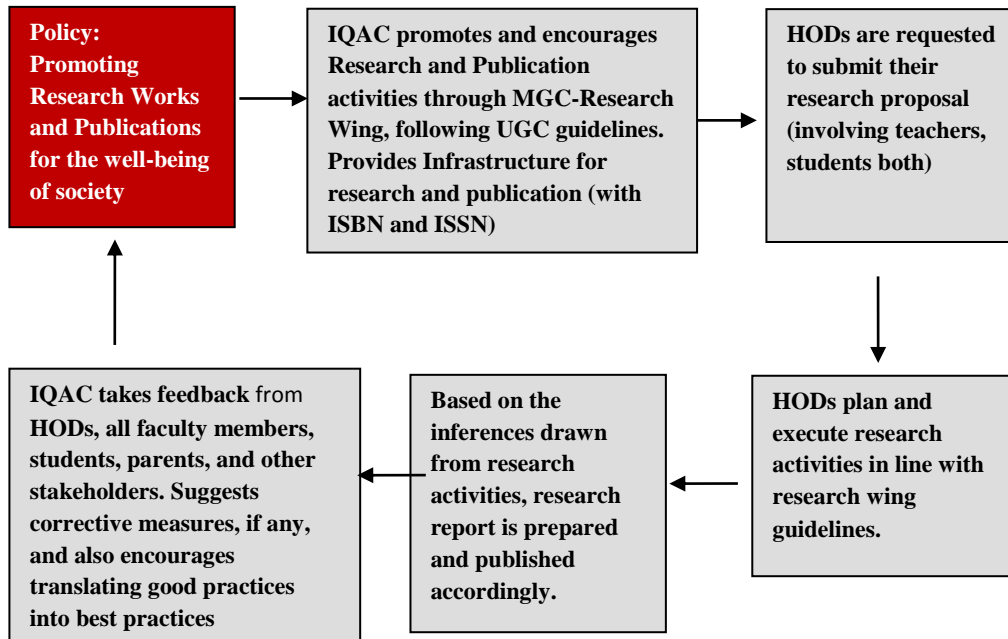 Policy:
Promoting
Research Works
and Publications
for the well-being
of society
IQAC promotes and encourages
Research and Publication
activities through MGC-Research
Wing, following UGC guidelines.
Provides Infrastructure for
research and publication (with
ISBN and ISSN)
HODs are requested
to submit their
research proposal
(involving teachers,
students both)
HODs plan and
execute research
activities in line with
research wing
guidelines.
Based on the
inferences drawn
from research
activities, research
report is prepared
and published
accordingly.
IQAC takes feedback from
HODs, all faculty members,
students, parents, and other
stakeholders. Suggests
corrective measures, if any,
and also encourages
translating good practices
into best practices